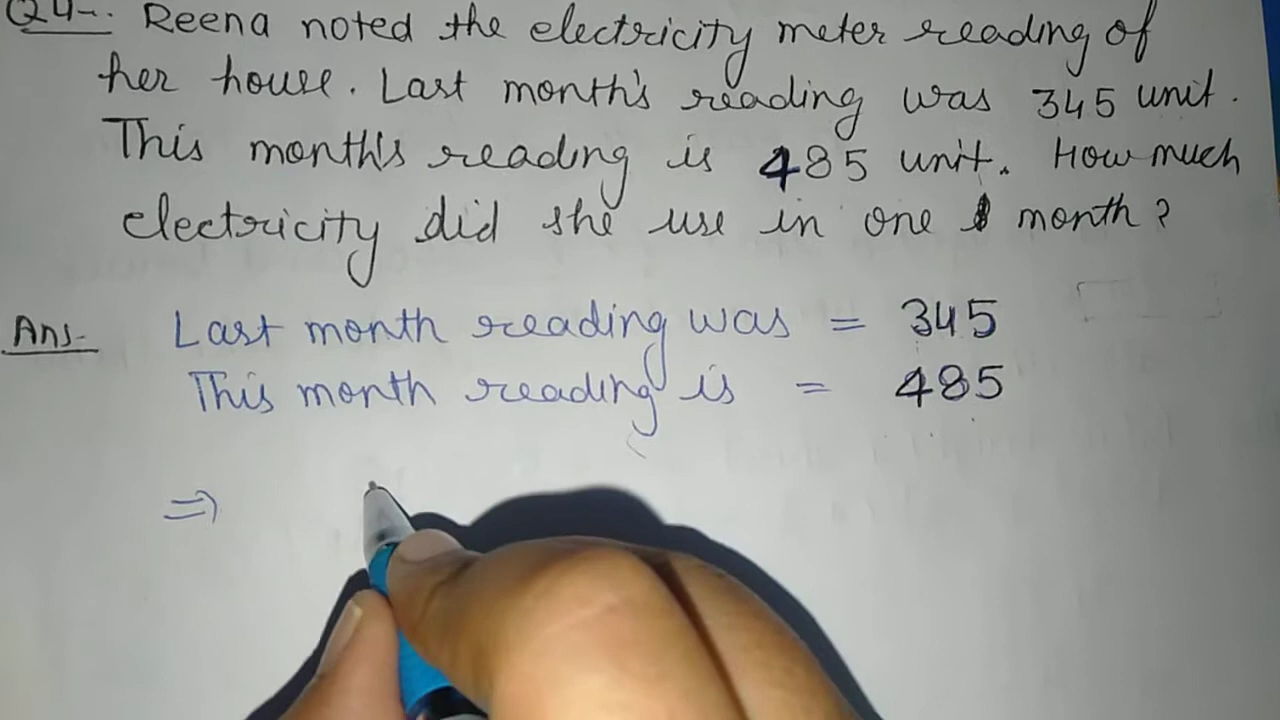 Q4-. Reena noted the electricity meter reading of
her house. Last month's reading was 345 unit.
This month's reading is 485 unit. How much
electricity did she use in one month?
Ans- Last month reading was = 345
This month reading is = 485
⇒